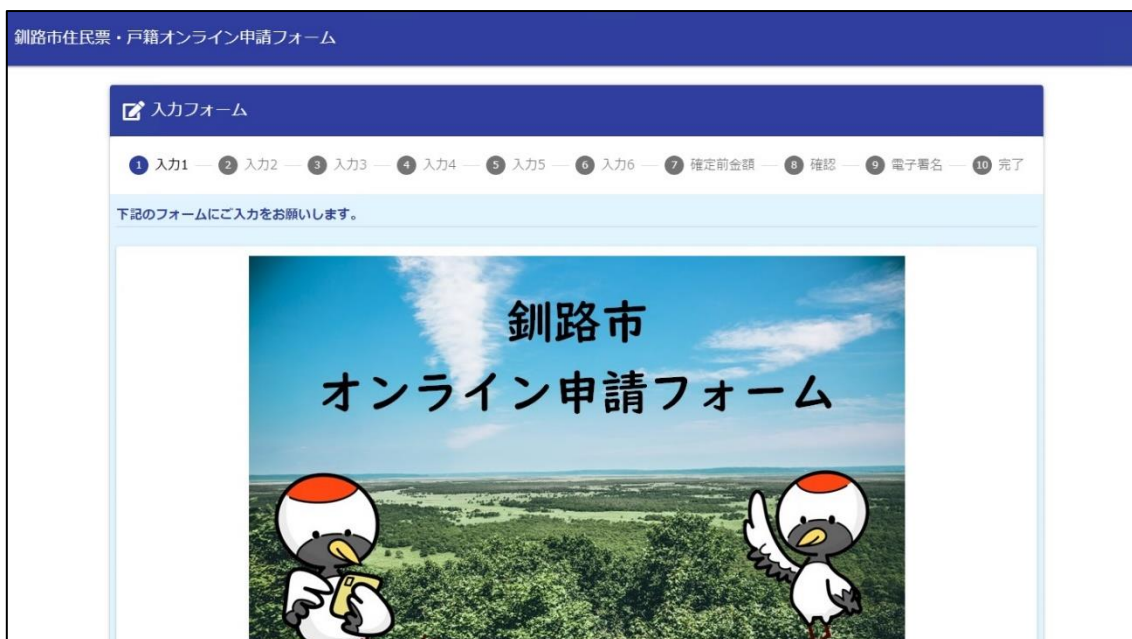 釧路市住民票・戸籍オンライン申請フォーム
入力フォーム
1 入力1 2 入力2 3 入力3 4 入力4 5 入力5 6 入力6 7 確定前金額 8 確認 9 電子署名 10 完了
下記のフォームにご入力をお願いします。
釧路市
オンライン申請フォーム